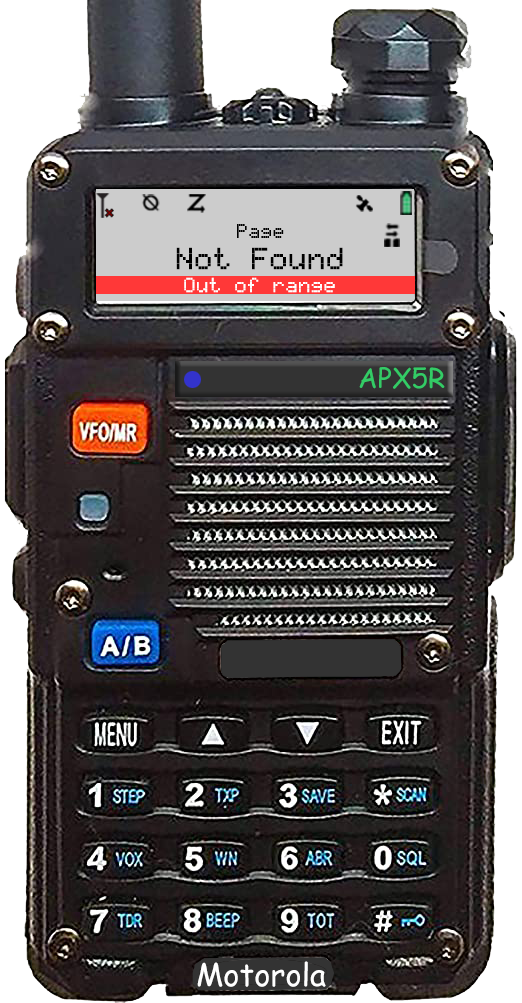 Page
Not Found
Out of range
APX5R
VFO/MR
A/B
MENU ▲ ▼ EXIT
1 STEP 2 TXP 3 SAVE * SCAN
4 VOX 5 WN 6 ABR 0 SQL
7 TDR 8 BEEP 9 TOT #
Motorola